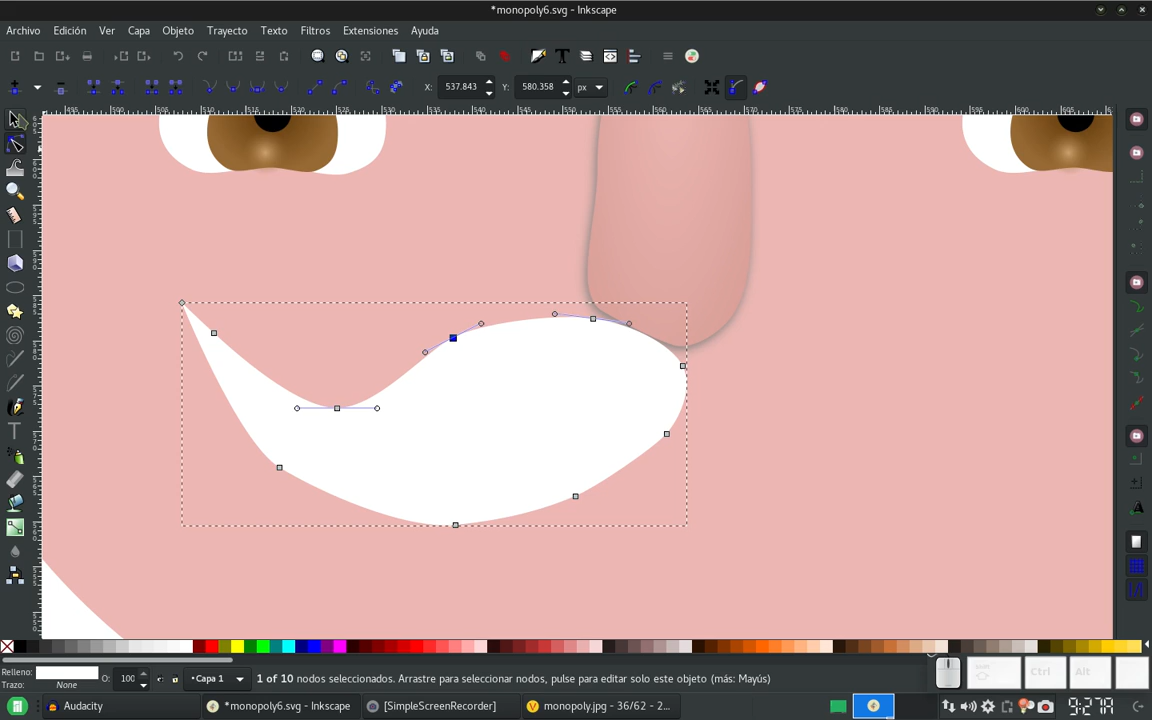 *monopoly6.svg - Inkscape
Archivo Edición Ver Capa Objeto Trayecto Texto Filtros Extensiones Ayuda
X: 537.843 Y: 580.358 px
Relleno:
Trazo: None
O: 100
•Capa 1
1 of 10 nodos seleccionados. Arrastre para seleccionar nodos, pulse para editar solo este objeto (más: Mayús)
Ctrl
Alt
Audacity
*monopoly6.svg - Inkscape
[SimpleScreenRecorder]
monopoly.jpg - 36/62 - 2...